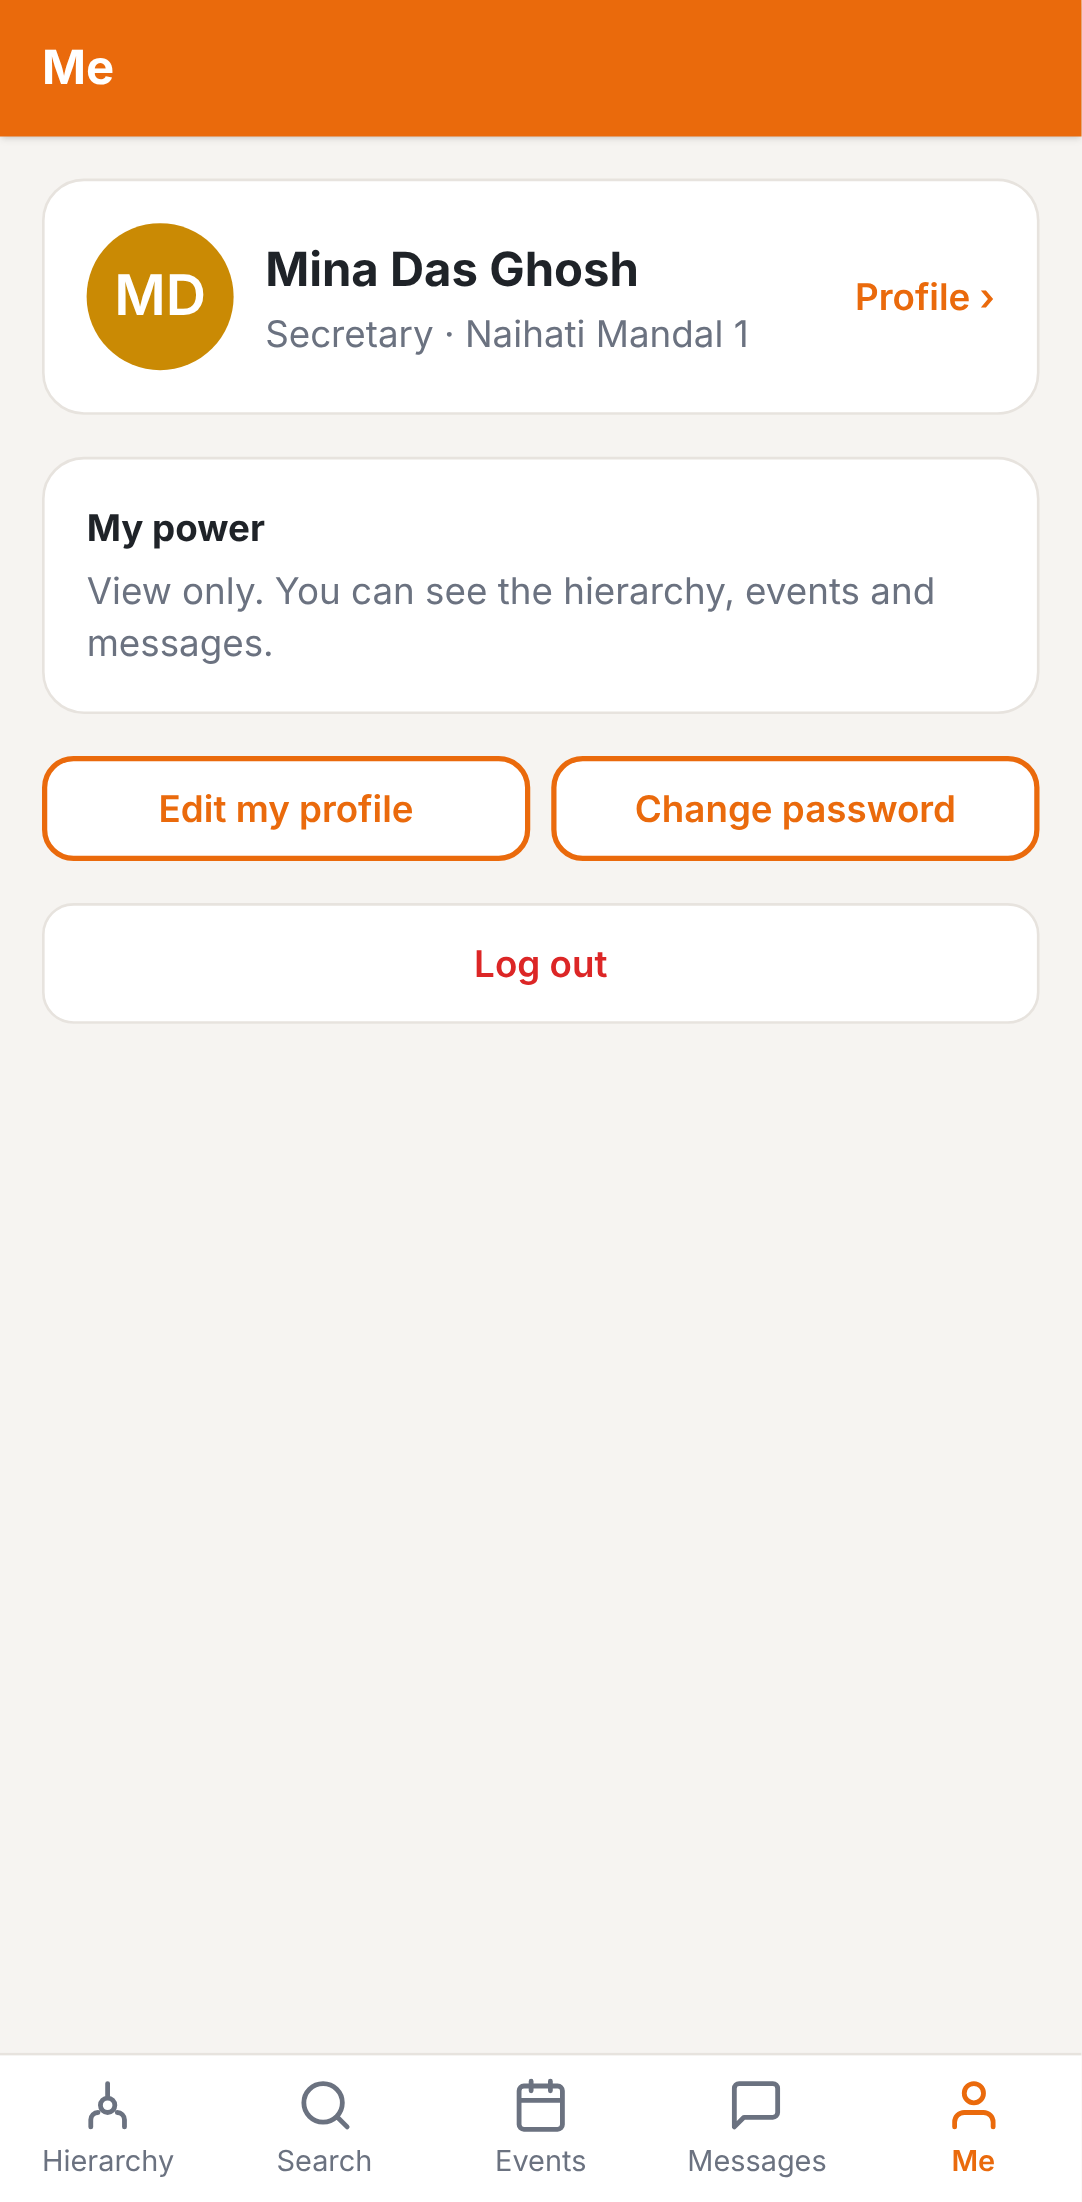 Me
MD
Mina Das Ghosh
Secretary · Naihati Mandal 1
Profile ›
My power
View only. You can see the hierarchy, events and
messages.
Edit my profile
Change password
Log out
Hierarchy
Search
Events
Messages
Me